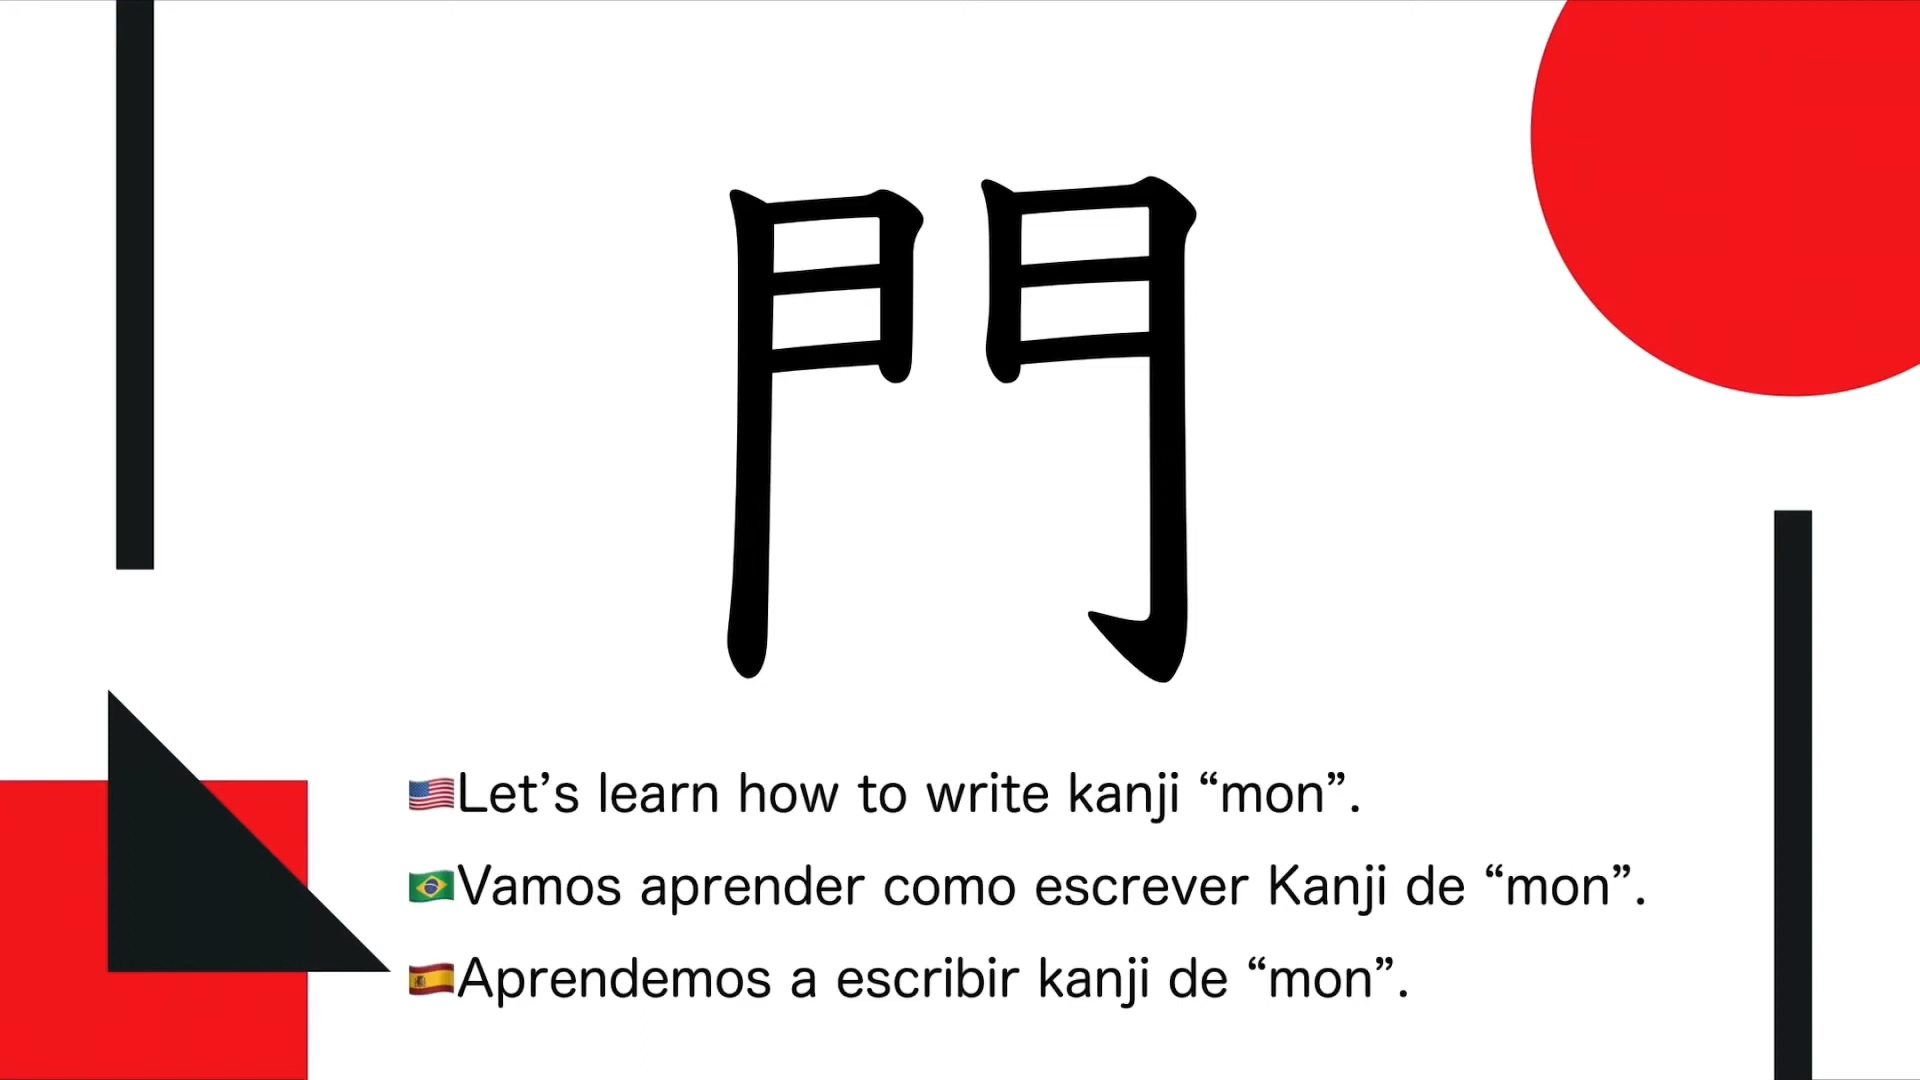 門
🇺🇸Let’s learn how to write kanji “mon”.
🇧🇷Vamos aprender como escrever Kanji de “mon”.
🇪🇸Aprendemos a escribir kanji de “mon”.